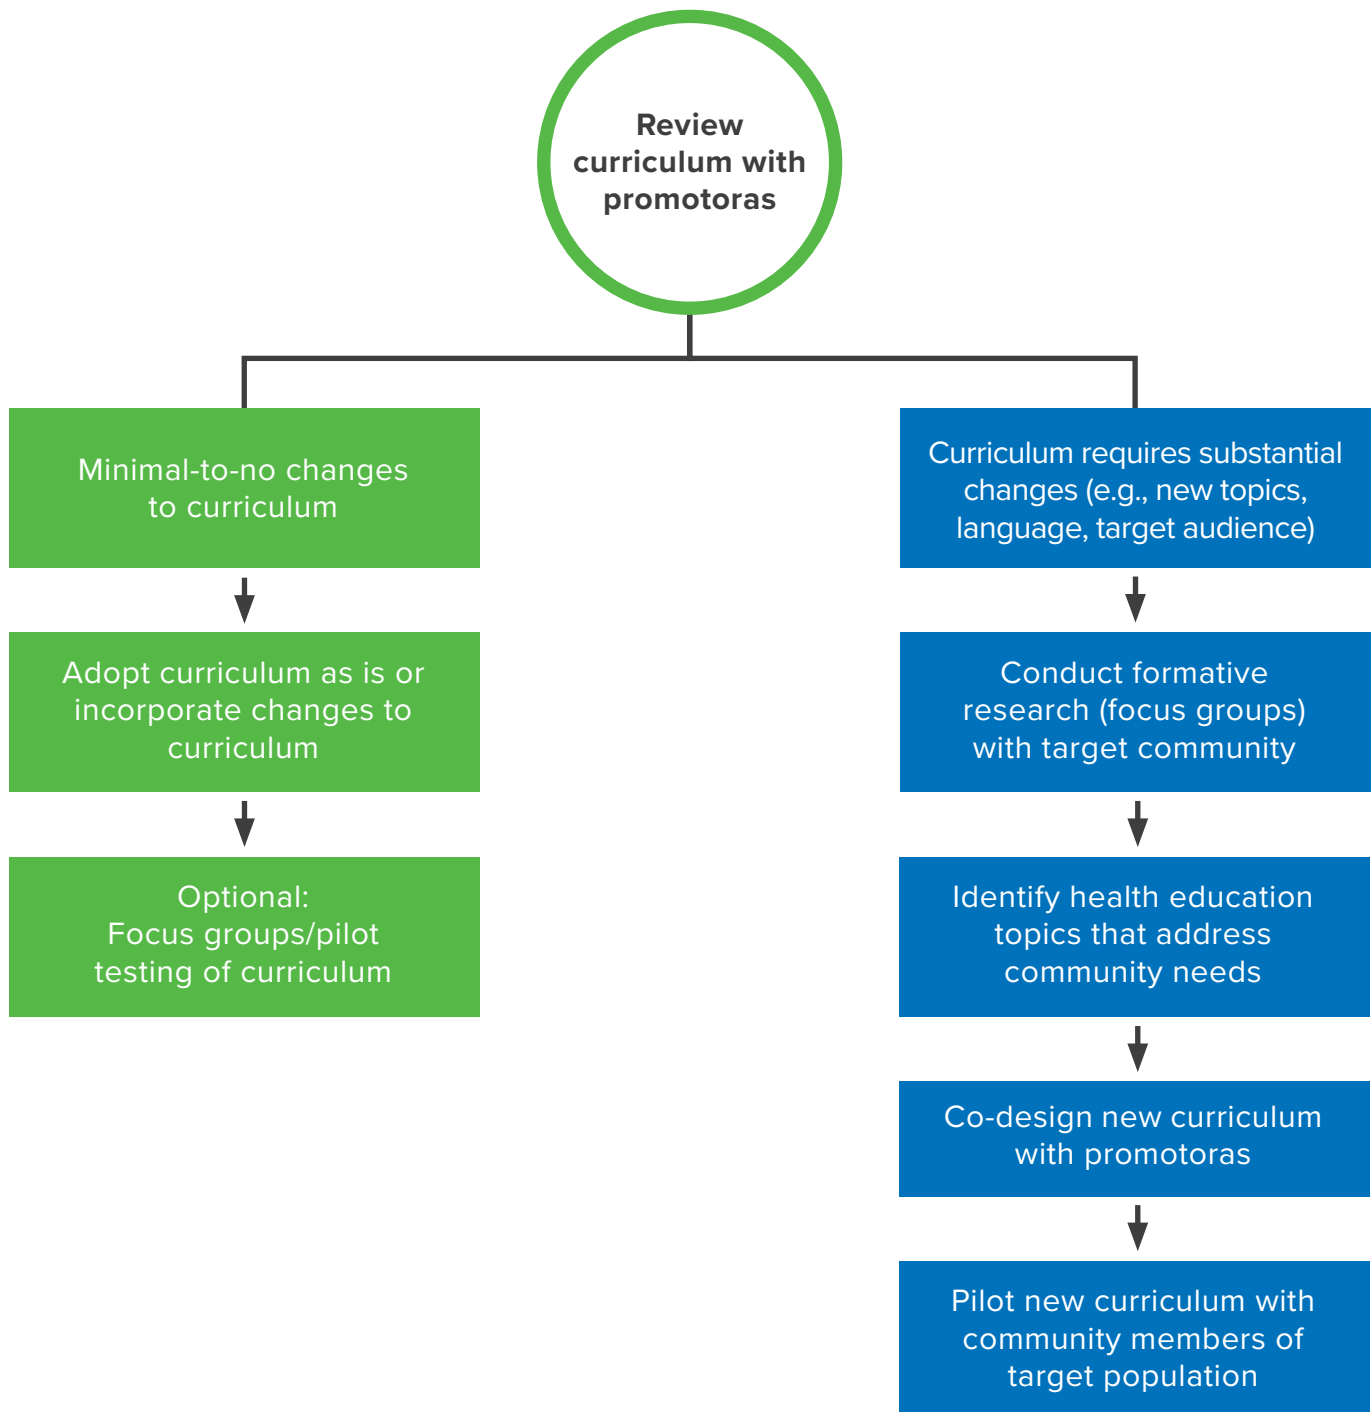 Review
curriculum with
promotoras
Minimal-to-no changes
to curriculum
Adopt curriculum as is or
incorporate changes to
curriculum
Optional:
Focus groups/pilot
testing of curriculum
Curriculum requires substantial
changes (e.g., new topics,
language, target audience)
Conduct formative
research (focus groups)
with target community
Identify health education
topics that address
community needs
Co-design new curriculum
with promotoras
Pilot new curriculum with
community members of
target population